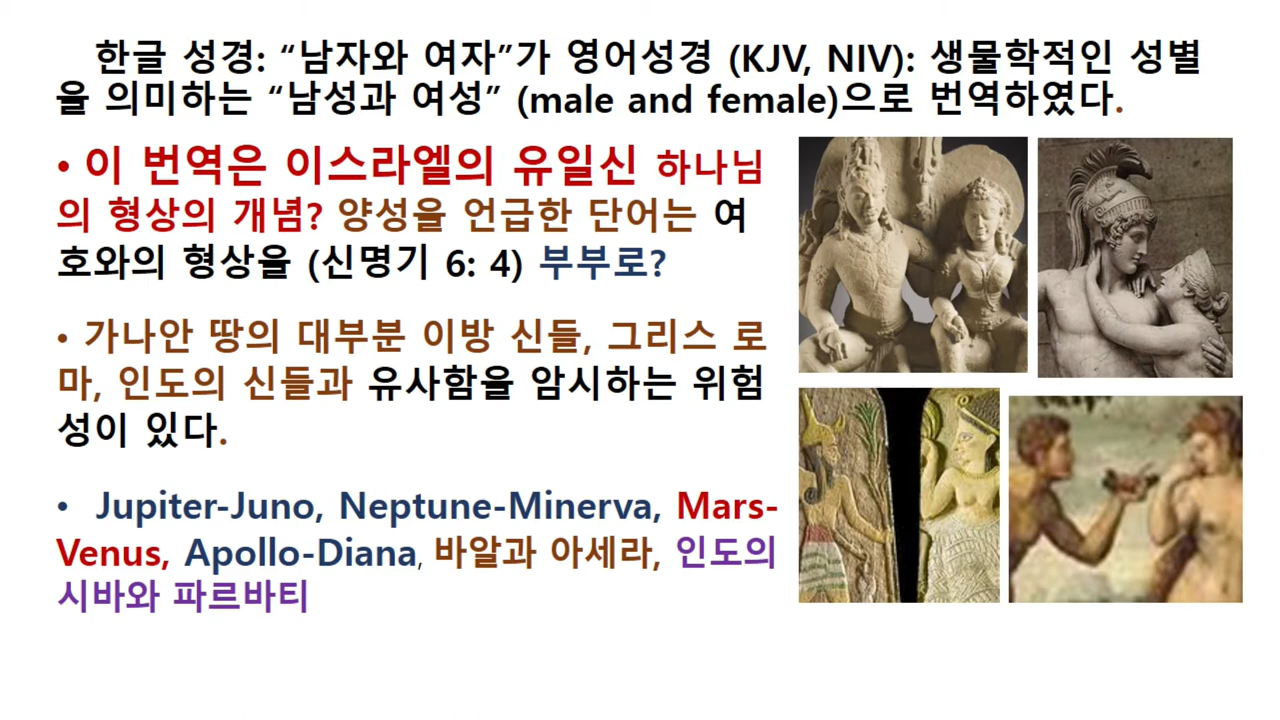 한글 성경: “남자와 여자”가 영어성경 (KJV, NIV): 생물학적인 성별
을 의미하는 “남성과 여성” (male and female)으로 번역하였다.
• 이 번역은 이스라엘의 유일신 하나님
의 형상의 개념? 양성을 언급한 단어는 여
호와의 형상을 (신명기 6: 4) 부부로?
• 가나안 땅의 대부분 이방 신들, 그리스 로
마, 인도의 신들과 유사함을 암시하는 위험
성이 있다.
• Jupiter-Juno, Neptune-Minerva, Mars-
Venus, Apollo-Diana, 바알과 아세라, 인도의
시바와 파르바티